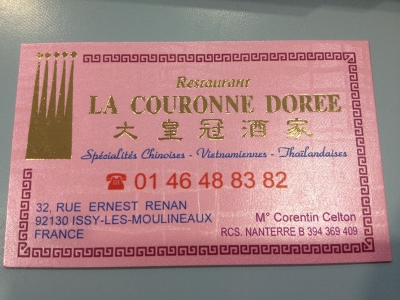 Restaurant
LA COURONNE DOREE
大皇冠酒家
Spécialités Chinoises - Vietnamiennes - Thaïlandaises
☎ 01 46 48 83 82
32, RUE ERNEST RENAN
92130 ISSY-LES-MOULINEAUX
FRANCE
M° Corentin Celton
RCS. NANTERRE B 394 369 409